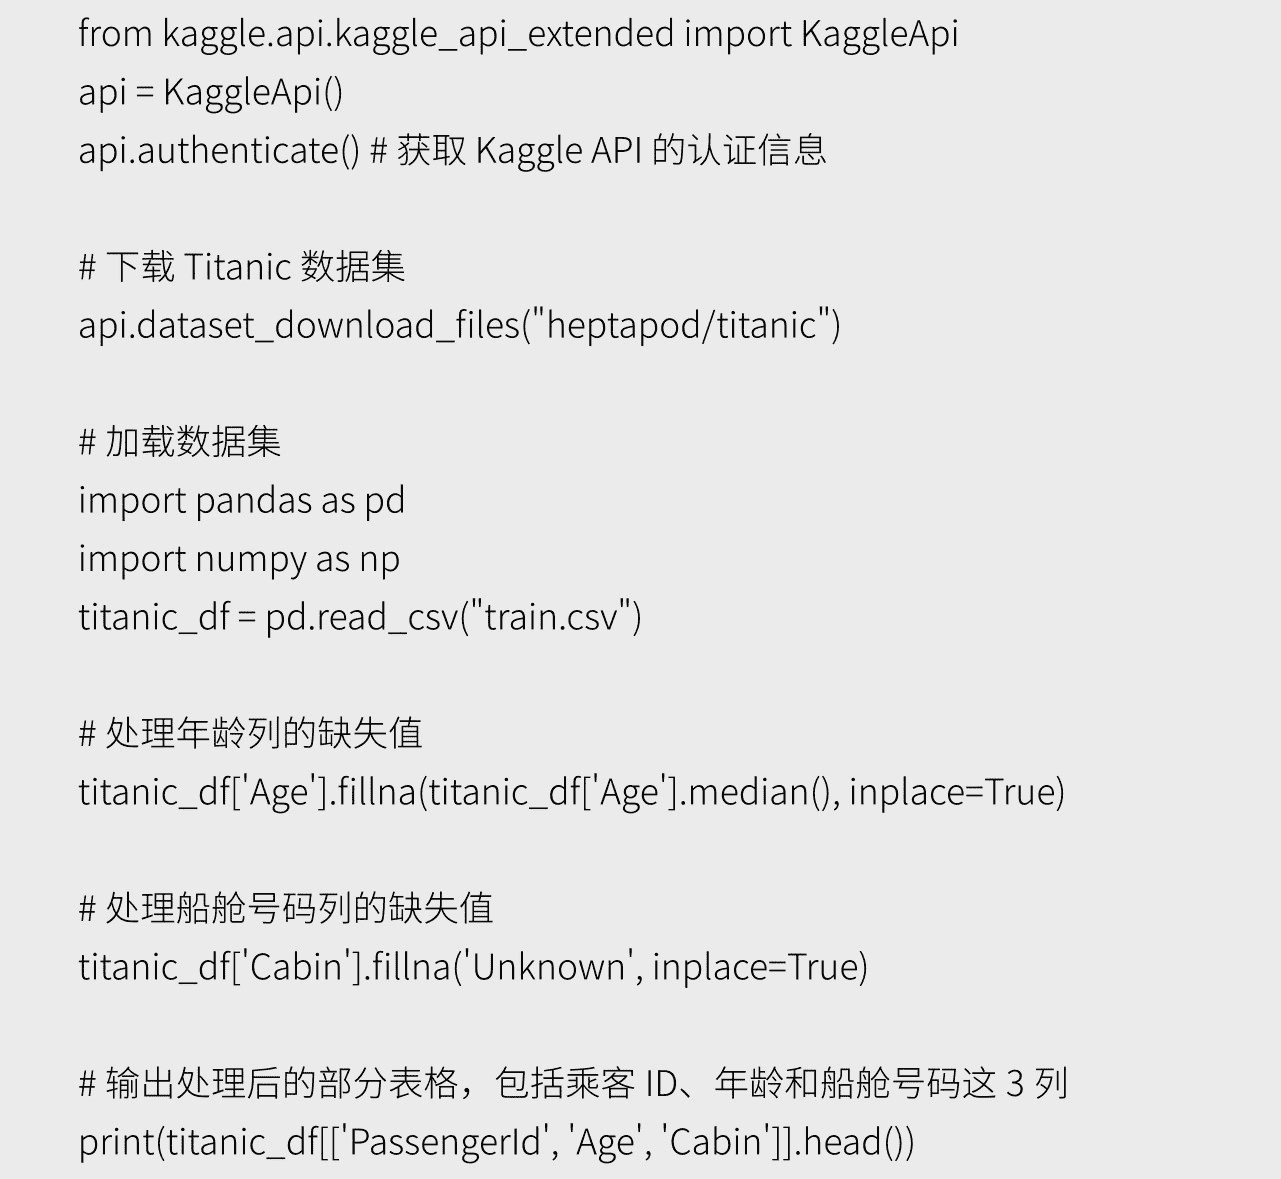 from kaggle.api.kaggle_api_extended import KaggleApi
api = KaggleApi()
api.authenticate() # 获取 Kaggle API 的认证信息
# 下载 Titanic 数据集
api.dataset_download_files("heptapod/titanic")
# 加载数据集
import pandas as pd
import numpy as np
titanic_df = pd.read_csv("train.csv")
# 处理年龄列的缺失值
titanic_df['Age'].fillna(titanic_df['Age'].median(), inplace=True)
# 处理船舱号码列的缺失值
titanic_df['Cabin'].fillna('Unknown', inplace=True)
# 输出处理后的部分表格，包括乘客 ID、年龄和船舱号码这 3 列
print(titanic_df[['PassengerId', 'Age', 'Cabin']].head())